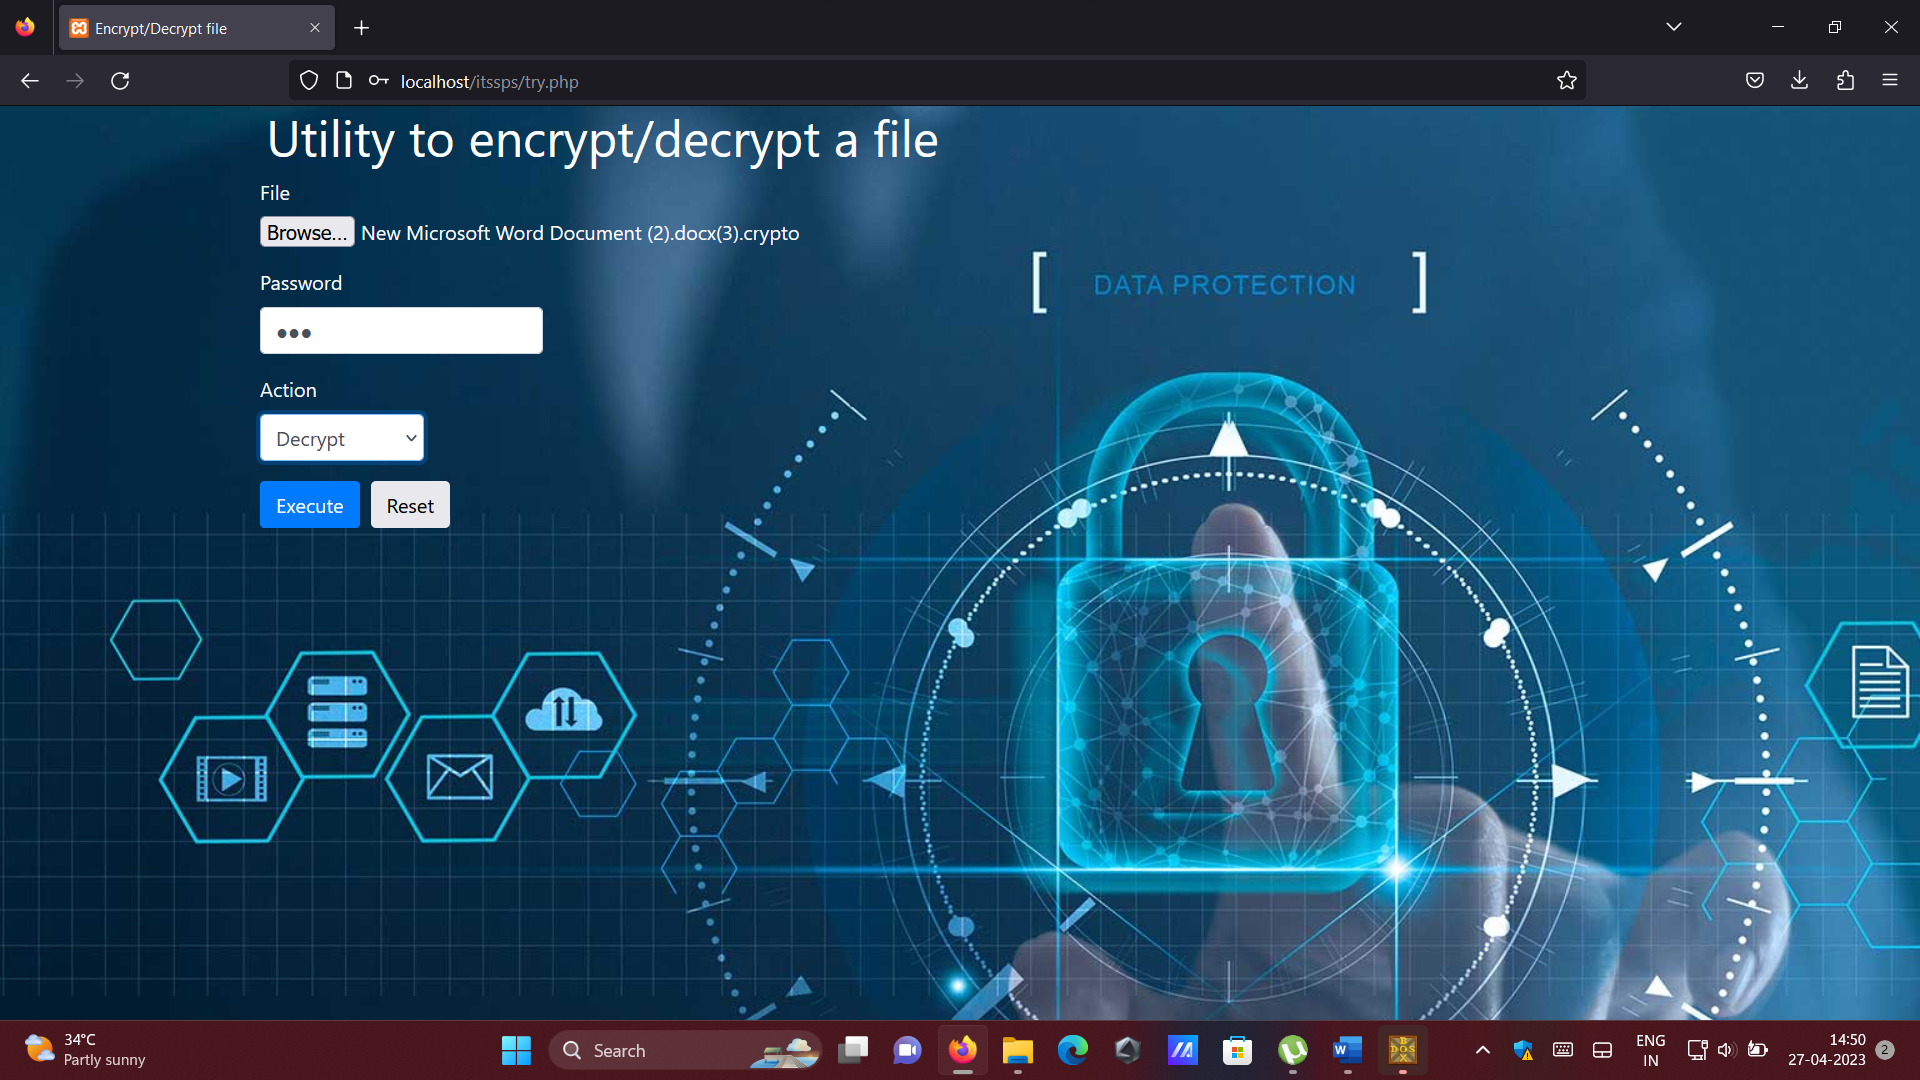 Encrypt/Decrypt file
localhost/itssps/try.php
Utility to encrypt/decrypt a file
File
Browse... New Microsoft Word Document (2).docx(3).crypto
Password
[ DATA PROTECTION ]
Action
Decrypt
Execute Reset
34°C
Partly sunny
Search
W
DOS
BOX
ENG
IN
14:50
27-04-2023
2